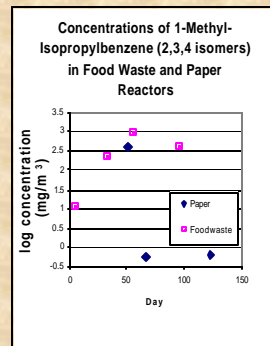 Concentrations of 1-Methyl-
Isopropylbenzene (2,3,4 isomers)
in Food Waste and Paper
Reactors
log concentration
(mg/m 3)
3.5
3
2.5
2
1.5
1
0.5
0
-0.5
0
50
100
150
Paper
Foodwaste
Day